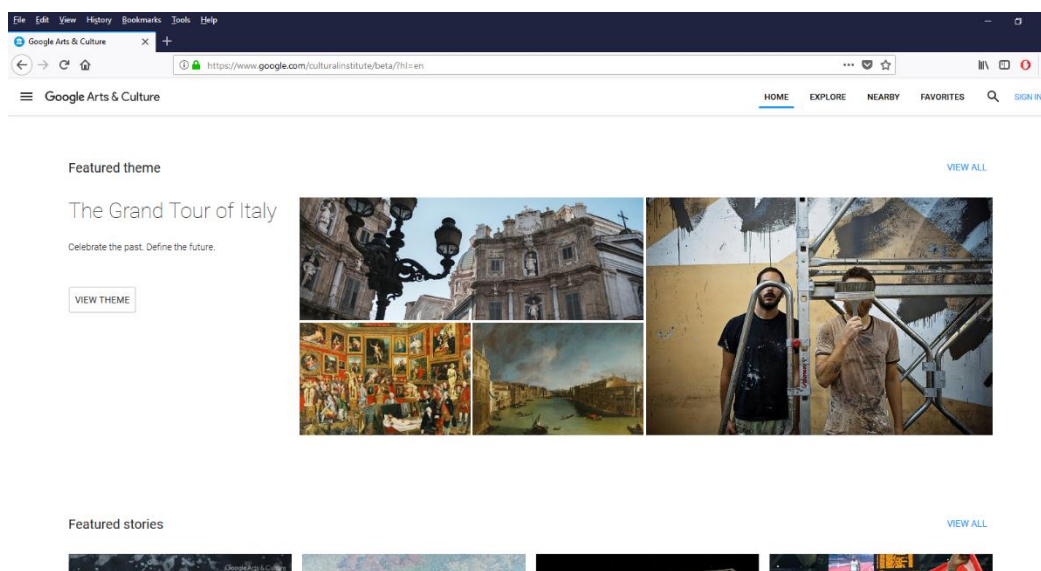 File Edit View History Bookmarks Tools Help
Google Arts & Culture
https://www.google.com/culturalinstitute/beta/?hl=en
Google Arts & Culture HOME EXPLORE NEARBY FAVORITES SIGN IN
Featured theme VIEW ALL
The Grand Tour of Italy
Celebrate the past. Define the future.
VIEW THEME
Featured stories VIEW ALL
Google Arts & Culture